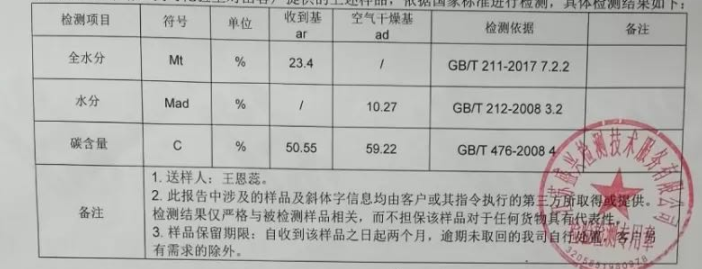 提供的上述样品，依据国家标准进行检测，具体检测结果如下：
检测项目 符号 单位 收到基 ar 空气干燥基 ad 检测依据 备注
全水分 Mt % 23.4 / GB/T 211-2017 7.2.2
水分 Mad % / 10.27 GB/T 212-2008 3.2
碳含量 C % 50.55 59.22 GB/T 476-2008 4
备注
1. 送样人：王恩蕊。
2. 此报告中涉及的样品及斜体字信息均由客户或其指令执行的第三方所取得或提供。
检测结果仅严格与被检测样品相关，而不担保该样品对于任何货物具有代表性。
3. 样品保留期限：自收到该样品之日起两个月，逾期未取回的我司自行处置，客户另
有需求的除外。
检测技术服务有限公司
检测专用章